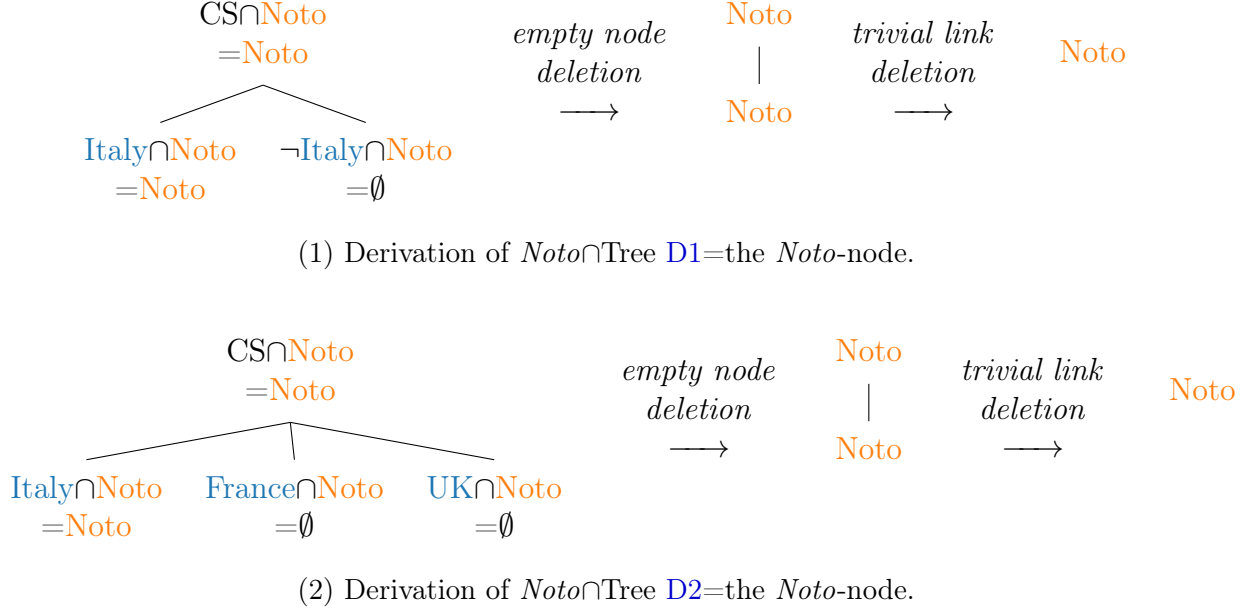 CS∩Noto
=Noto
Italy∩Noto ¬Italy∩Noto
=Noto =∅
empty node
deletion
⟶
Noto
|
Noto
trivial link
deletion
⟶
Noto
(1) Derivation of Noto∩Tree D1=the Noto-node.
CS∩Noto
=Noto
Italy∩Noto France∩Noto UK∩Noto
=Noto =∅ =∅
empty node
deletion
⟶
Noto
|
Noto
trivial link
deletion
⟶
Noto
(2) Derivation of Noto∩Tree D2=the Noto-node.